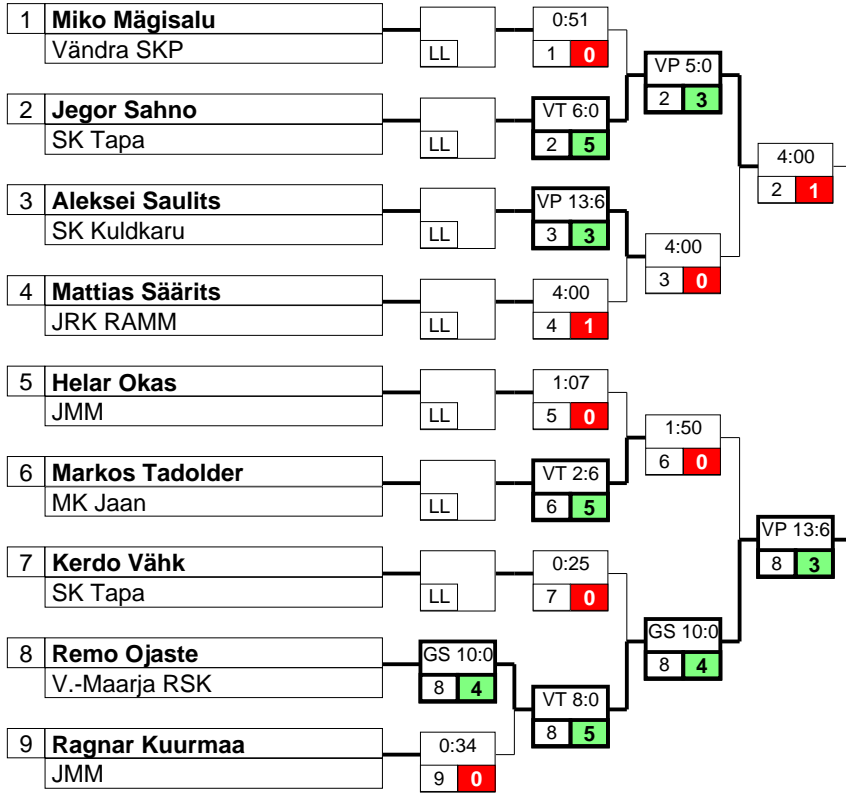 1 Miko Mägisalu
Vändra SKP
LL
0:51
1 0
VP 5:0
2 3
2 Jegor Sahno
SK Tapa
LL
VT 6:0
2 5
4:00
2 1
3 Aleksei Saulits
SK Kuldkaru
LL
VP 13:6
3 3
4:00
3 0
4 Mattias Säärits
JRK RAMM
LL
4:00
4 1
5 Helar Okas
JMM
LL
1:07
5 0
1:50
6 0
6 Markos Tadolder
MK Jaan
LL
VT 2:6
6 5
VP 13:6
8 3
7 Kerdo Vähk
SK Tapa
LL
0:25
7 0
GS 10:0
8 4
8 Remo Ojaste
V.-Maarja RSK
GS 10:0
8 4
VT 8:0
8 5
9 Ragnar Kuurmaa
JMM
0:34
9 0